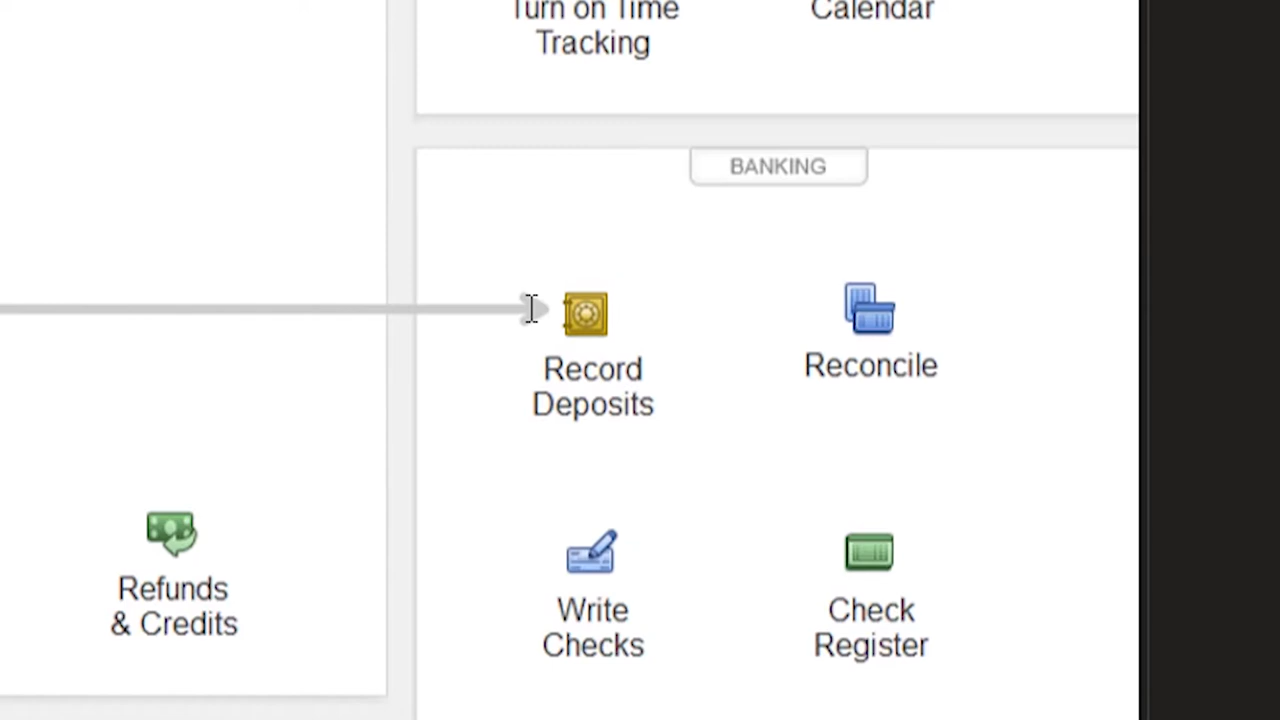 Turn on Time
Tracking
Calendar
BANKING
Record
Deposits
Reconcile
Refunds
& Credits
Write
Checks
Check
Register